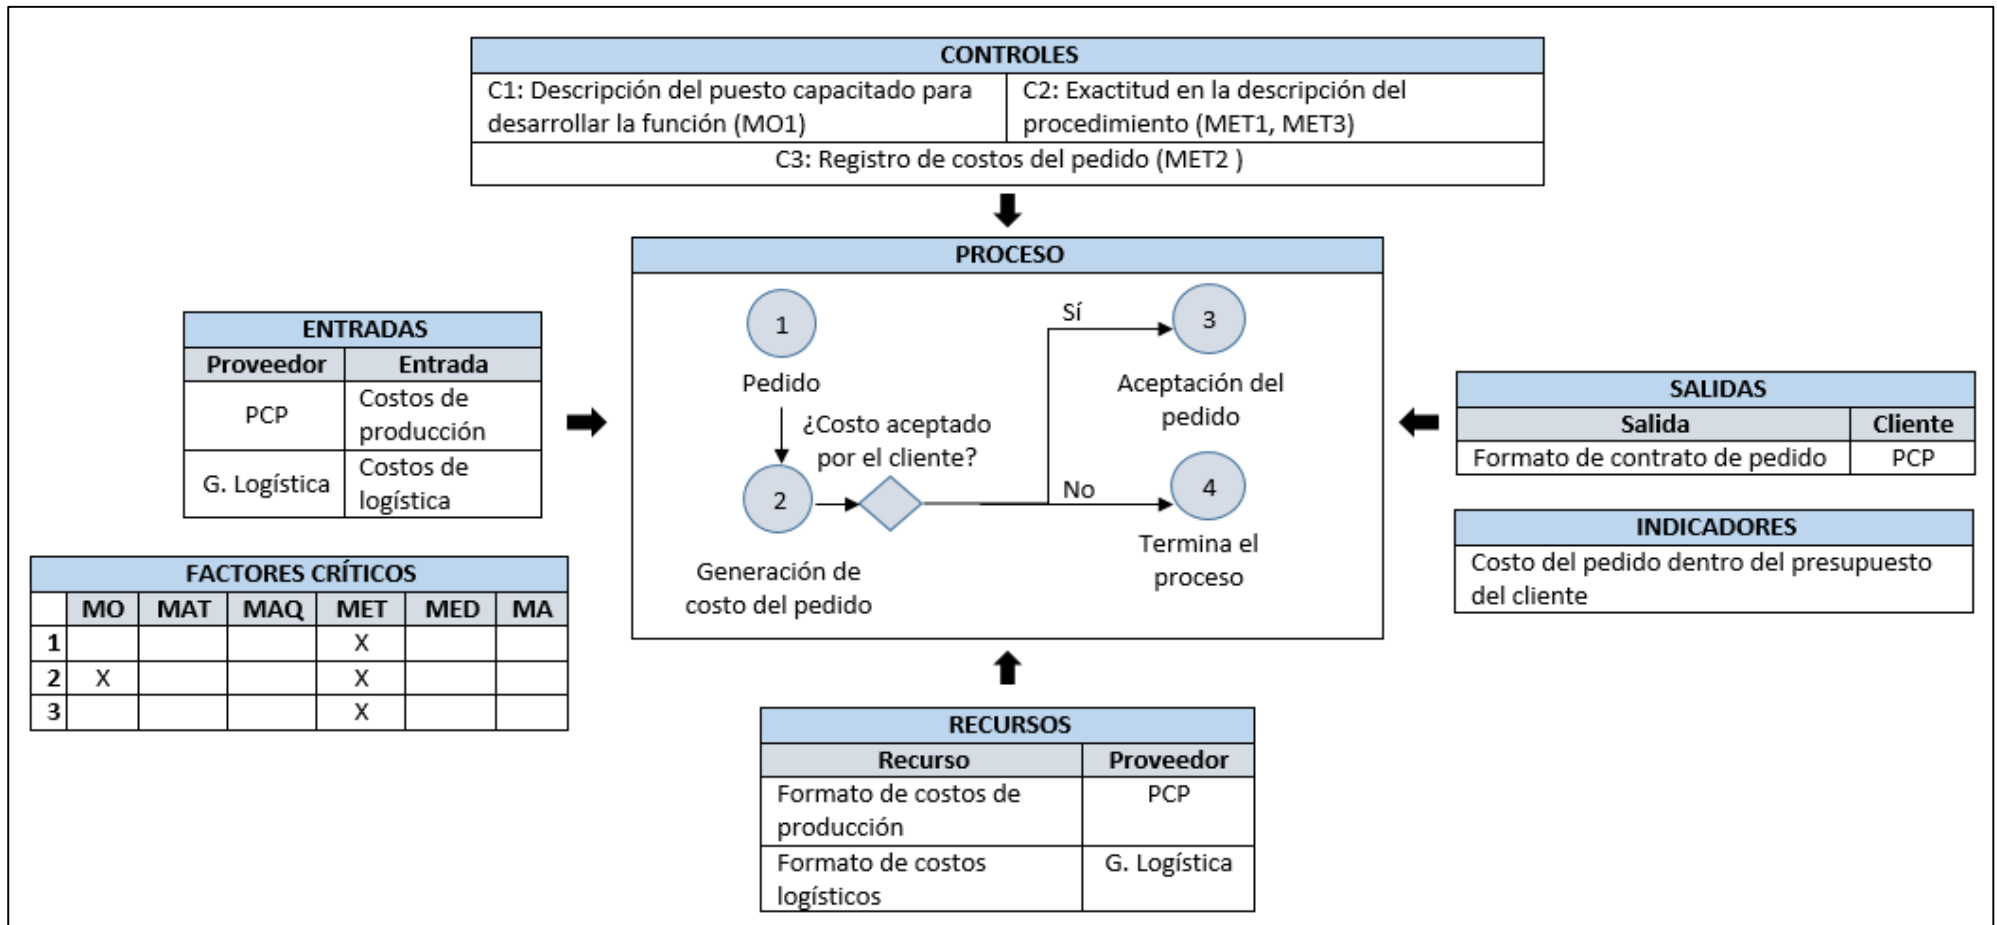 CONTROLES
C1: Descripción del puesto capacitado para
desarrollar la función (MO1)
C2: Exactitud en la descripción del
procedimiento (MET1, MET3)
C3: Registro de costos del pedido (MET2 )
PROCESO
1
Pedido
2
Generación de
costo del pedido
¿Costo aceptado
por el cliente?
Sí
3
Aceptación del
pedido
No
4
Termina el
proceso
ENTRADAS
Proveedor Entrada
PCP
Costos de
producción
G. Logística
Costos de
logística
SALIDAS
Salida Cliente
Formato de contrato de pedido PCP
INDICADORES
Costo del pedido dentro del presupuesto
del cliente
FACTORES CRÍTICOS
MO MAT MAQ MET MED MA
1 X
2 X X
3 X
RECURSOS
Recurso Proveedor
Formato de costos de
producción
PCP
Formato de costos
logísticos
G. Logística